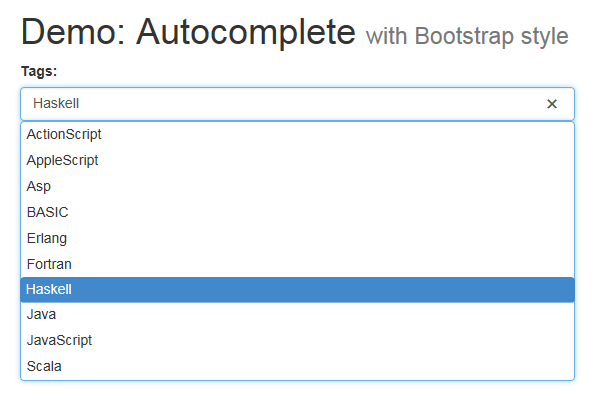 Demo: Autocomplete with Bootstrap style
Tags:
Haskell ×
ActionScript
AppleScript
Asp
BASIC
Erlang
Fortran
Haskell
Java
JavaScript
Scala